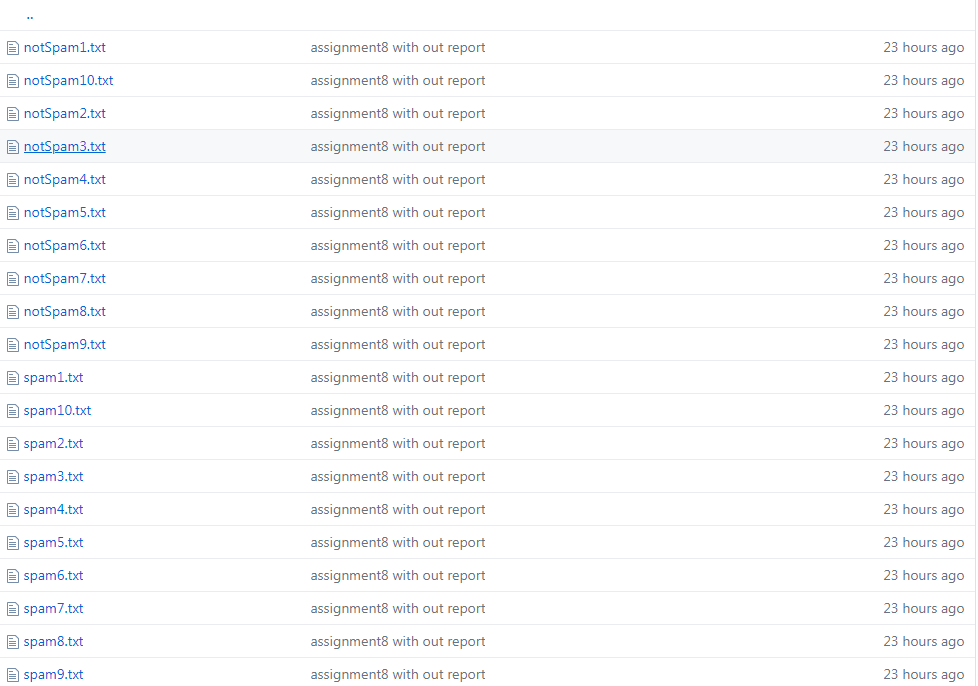 ..
notSpam1.txt assignment8 with out report 23 hours ago
notSpam10.txt assignment8 with out report 23 hours ago
notSpam2.txt assignment8 with out report 23 hours ago
notSpam3.txt assignment8 with out report 23 hours ago
notSpam4.txt assignment8 with out report 23 hours ago
notSpam5.txt assignment8 with out report 23 hours ago
notSpam6.txt assignment8 with out report 23 hours ago
notSpam7.txt assignment8 with out report 23 hours ago
notSpam8.txt assignment8 with out report 23 hours ago
notSpam9.txt assignment8 with out report 23 hours ago
spam1.txt assignment8 with out report 23 hours ago
spam10.txt assignment8 with out report 23 hours ago
spam2.txt assignment8 with out report 23 hours ago
spam3.txt assignment8 with out report 23 hours ago
spam4.txt assignment8 with out report 23 hours ago
spam5.txt assignment8 with out report 23 hours ago
spam6.txt assignment8 with out report 23 hours ago
spam7.txt assignment8 with out report 23 hours ago
spam8.txt assignment8 with out report 23 hours ago
spam9.txt assignment8 with out report 23 hours ago